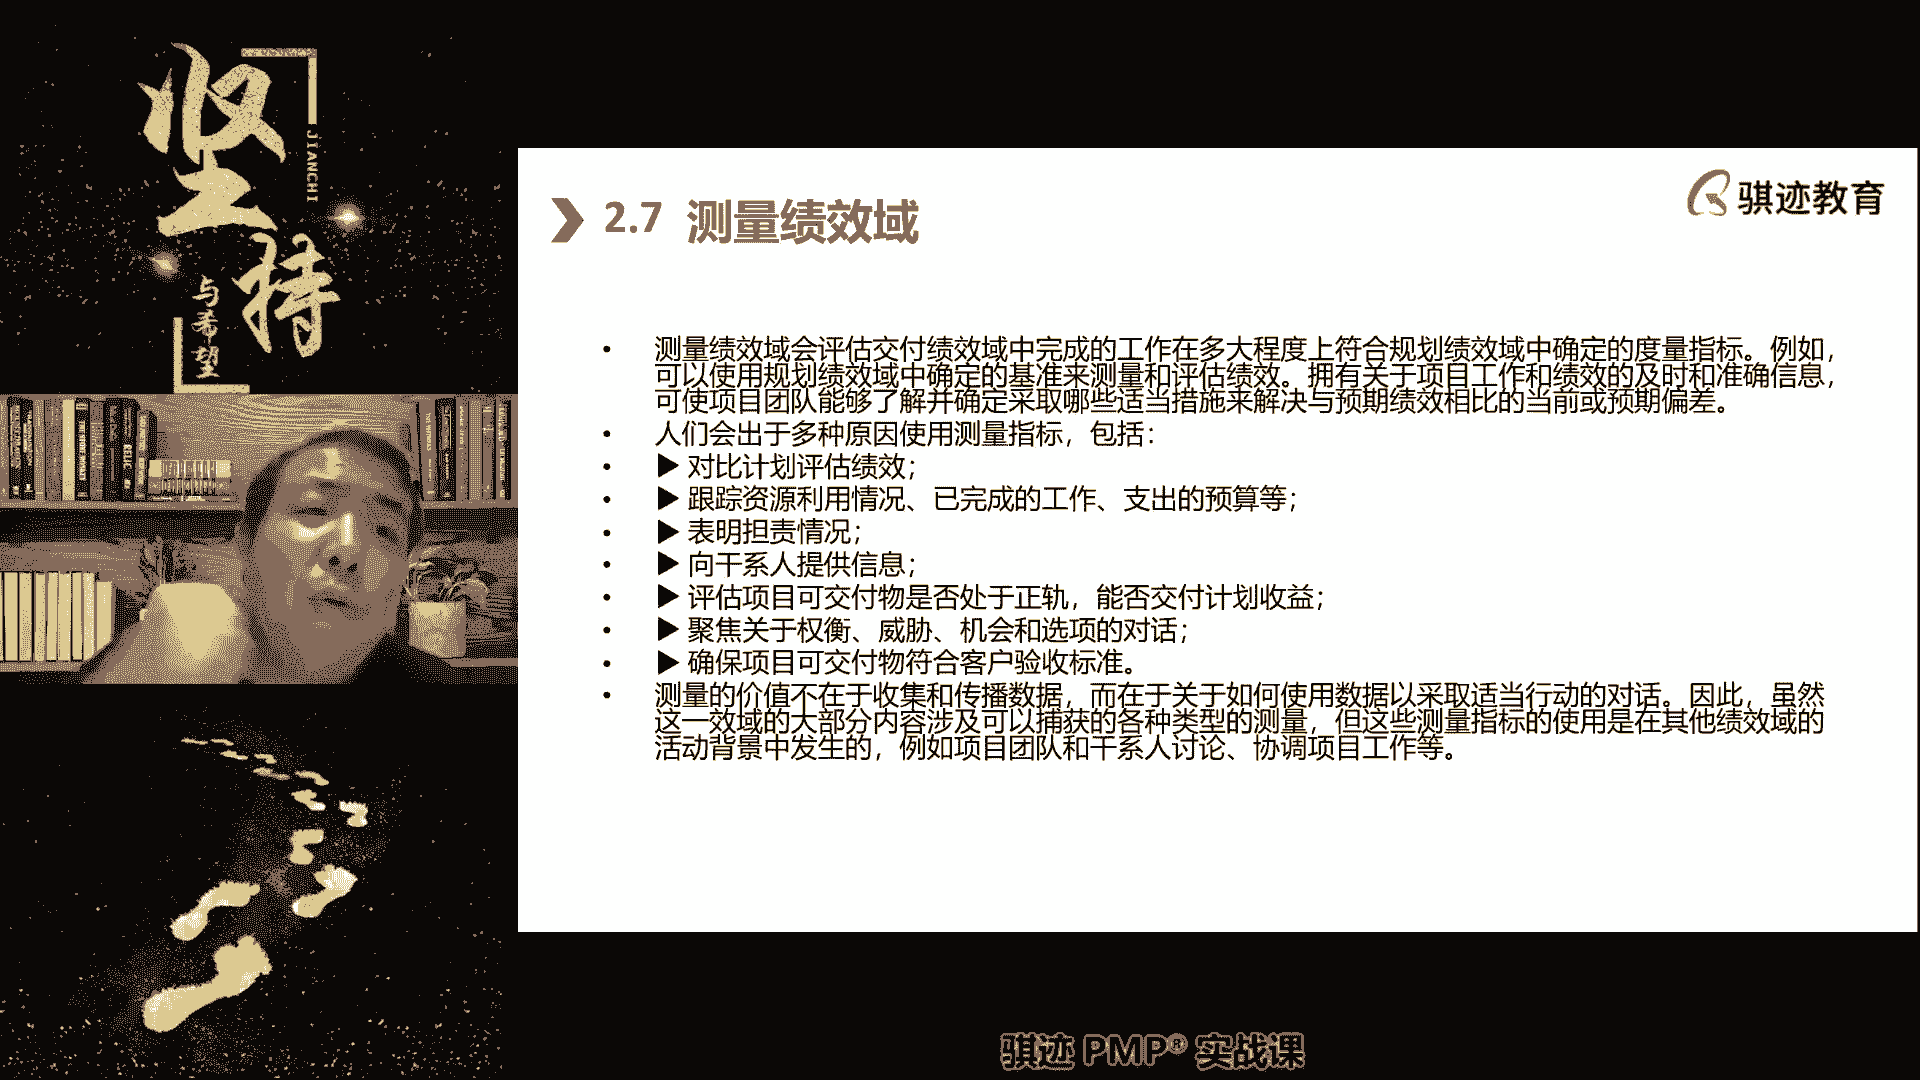 坚持
JIANCHI
与希望
骐迹教育
2.7 测量绩效域
• 测量绩效域会评估交付绩效域中完成的工作在多大程度上符合规划绩效域中确定的度量指标。例如，
可以使用规划绩效域中确定的基准来测量和评估绩效。拥有关于项目工作和绩效的及时和准确信息，
可使项目团队能够了解并确定采取哪些适当措施来解决与预期绩效相比的当前或预期偏差。
• 人们会出于多种原因使用测量指标，包括：
• ▶ 对比计划评估绩效；
• ▶ 跟踪资源利用情况、已完成的工作、支出的预算等；
• ▶ 表明担责情况；
• ▶ 向干系人提供信息；
• ▶ 评估项目可交付物是否处于正轨，能否交付计划收益；
• ▶ 聚焦关于权衡、威胁、机会和选项的对话；
• ▶ 确保项目可交付物符合客户验收标准。
• 测量的价值不在于收集和传播数据，而在于关于如何使用数据以采取适当行动的对话。因此，虽然
这一效域的大部分内容涉及可以捕获的各种类型的测量，但这些测量指标的使用是在其他绩效域的
活动背景中发生的，例如项目团队和干系人讨论、协调项目工作等。
骐迹 PMP® 实战课